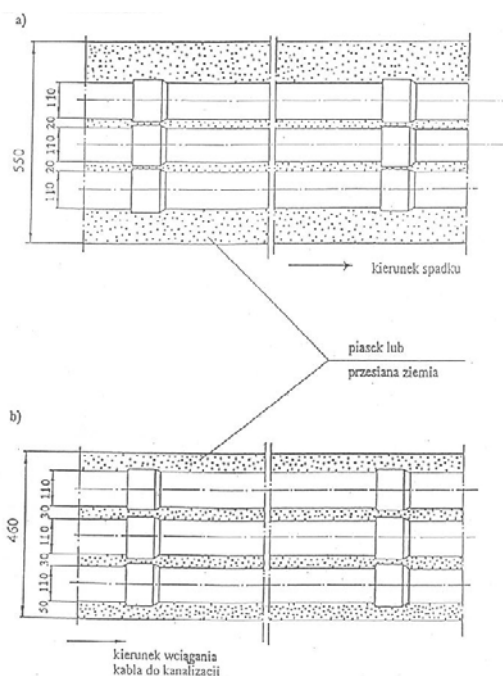 a)
550
110
20
110
20
110
kierunek spadku
piasek lub
przesiana ziemia
b)
460
110
30
110
30
110
50
kierunek wciągania
kabla do kanalizacji